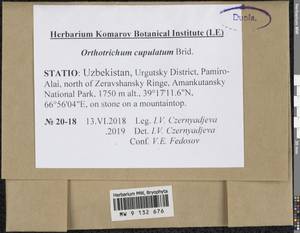 Dupla.
Herbarium Komarov Botanical Institute (LE)
Orthotrichum cupulatum Brid.
STATIO: Uzbekistan, Urgutsky District, Pamiro-
Alai, north of Zeravshansky Ringe, Amankutansky
National Park, 1750 m alt., 39°17'11.6"N,
66°56'04"E, on stone on a mountaintop.
№ 20-18 13.VI.2018 Leg. I.V. Czernyadjeva
2019 Det. I.V. Czernyadjeva
Conf. V.E. Fedosov
Herbarium MW, Bryophyta
MW 9 132 676